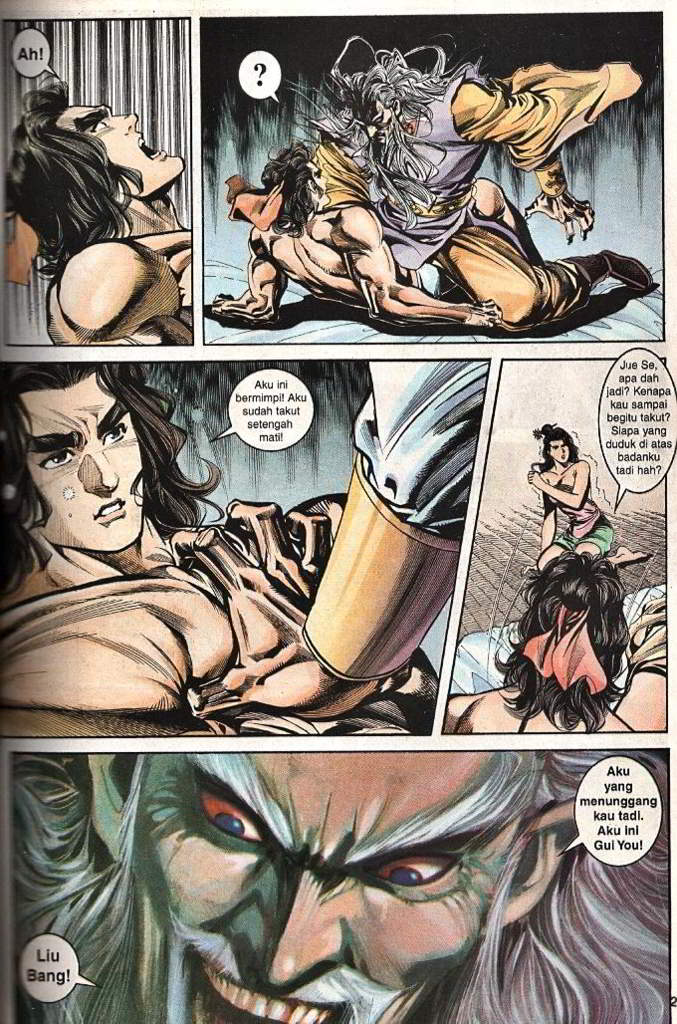 Ah!
?
Aku ini
bermimpi! Aku
sudah takut
setengah
mati!
Jue Se,
apa dah
jadi? Kenapa
kau sampai
begitu takut?
Siapa yang
duduk di atas
badanku
tadi hah?
Aku
yang
menunggang
kau tadi.
Aku ini
Gui You!
Liu
Bang!
2